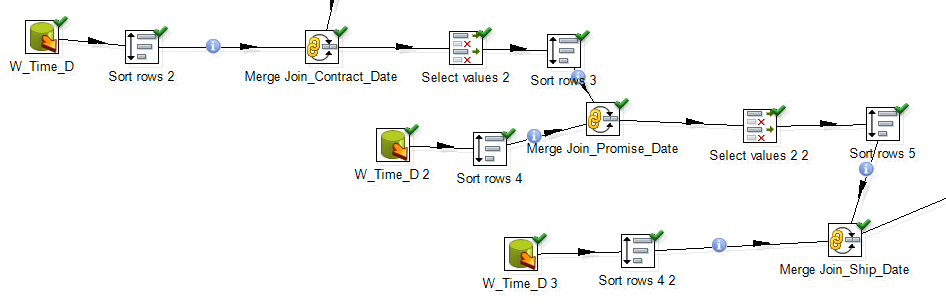 W_Time_D
Sort rows 2
Merge Join_Contract_Date
Select values 2
Sort rows 3
W_Time_D 2
Sort rows 4
Merge Join_Promise_Date
Select values 2 2
Sort rows 5
W_Time_D 3
Sort rows 4 2
Merge Join_Ship_Date